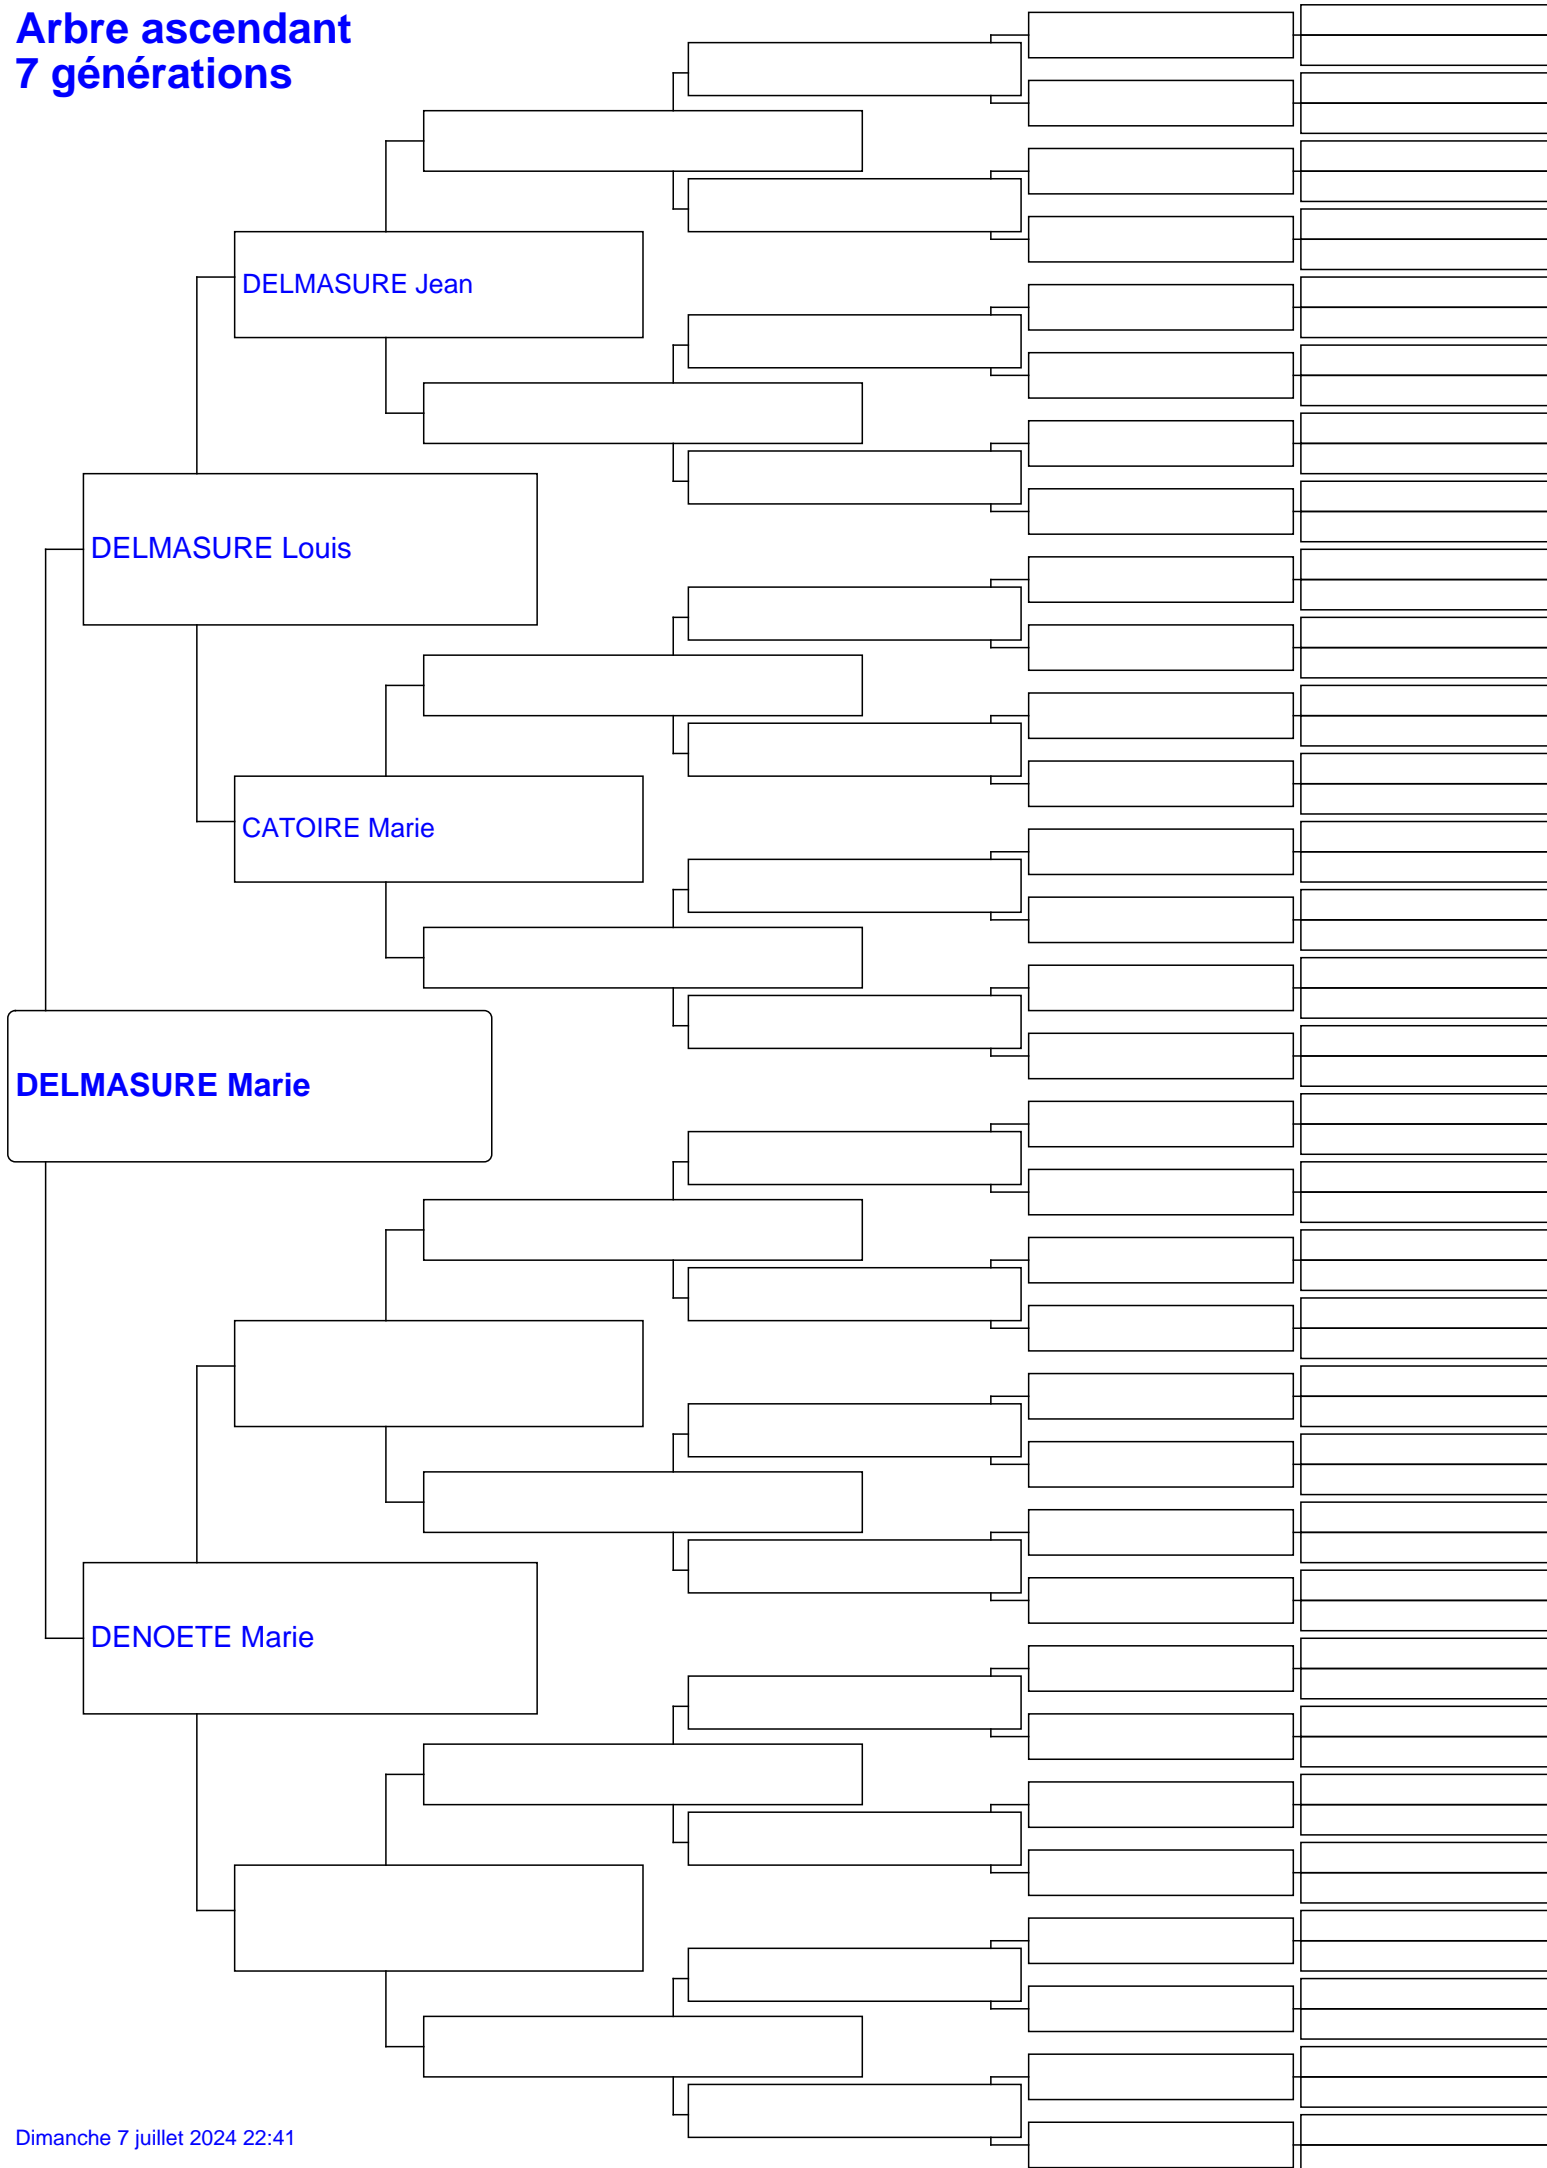 Arbre ascendant
7 générations
DELMASURE Jean
DELMASURE Louis
CATOIRE Marie
DELMASURE Marie
DENOETE Marie
Dimanche 7 juillet 2024 22:41